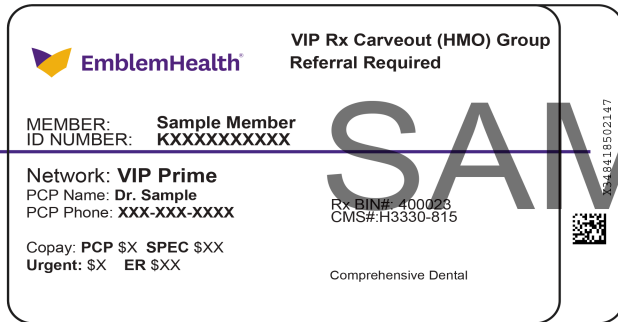 EmblemHealth®
VIP Rx Carveout (HMO) Group
Referral Required
MEMBER: Sample Member
ID NUMBER: KXXXXXXXXXX
Network: VIP Prime
PCP Name: Dr. Sample
PCP Phone: XXX-XXX-XXXX
Rx BIN#: 400023
CMS#:H3330-815
Copay: PCP $X SPEC $XX
Urgent: $X ER $XX
Comprehensive Dental
SAM
X348418502147